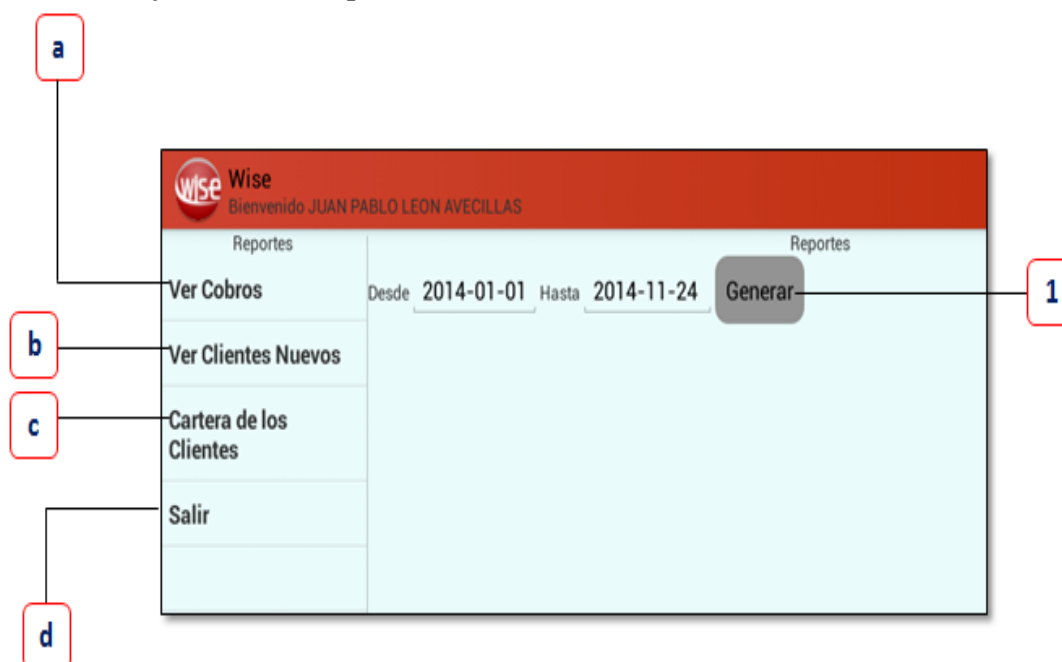 a
wise
Wise
Bienvenido JUAN PABLO LEON AVECILLAS
Reportes
Reportes
Ver Cobros
Desde 2014-01-01 Hasta 2014-11-24 Generar
1
b
Ver Clientes Nuevos
c
Cartera de los
Clientes
Salir
d